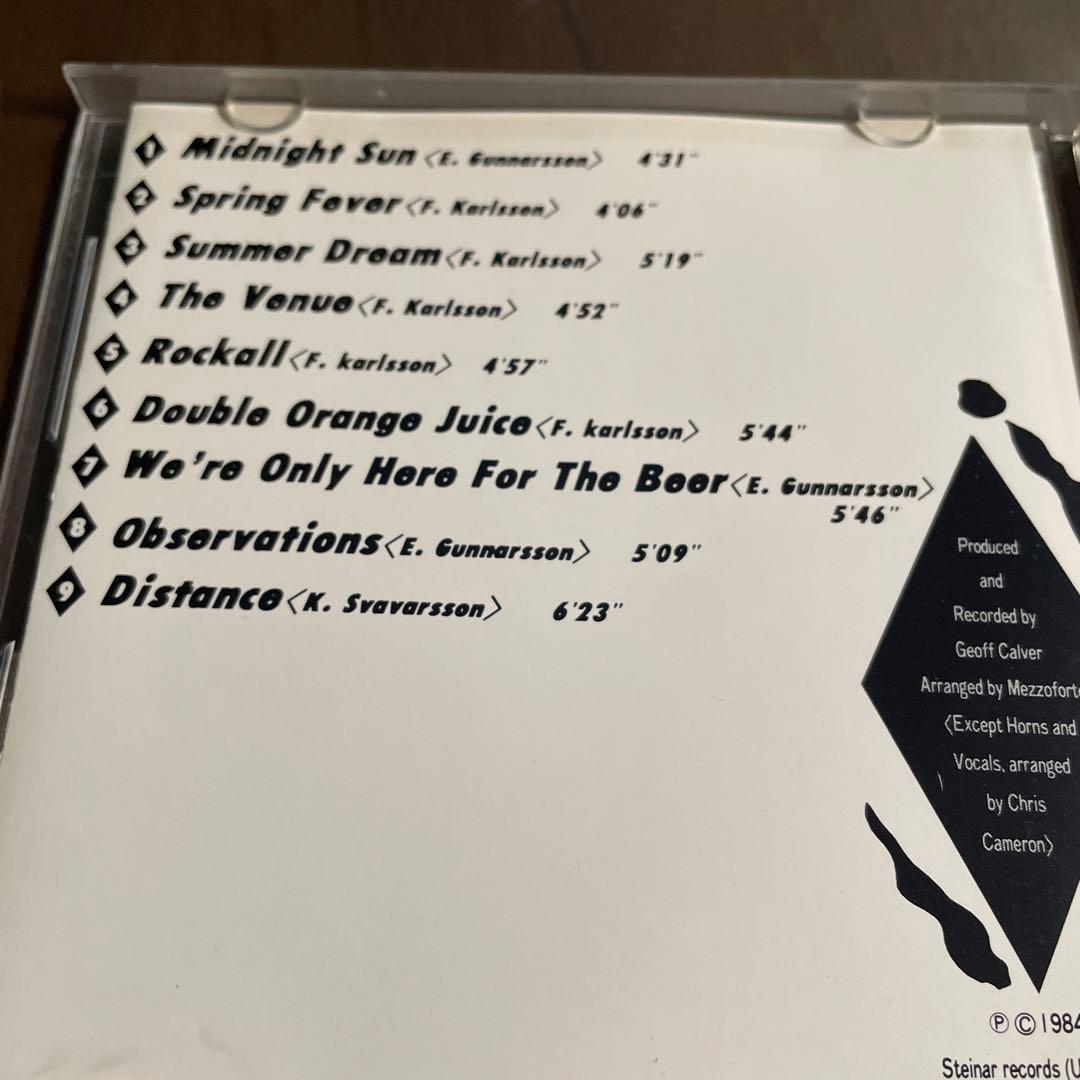 1 Midnight Sun〈E. Gunnarsson〉 4'31"
2 Spring Fever〈F. Karlsson〉 4'06"
3 Summer Dream〈F. Karlsson〉 5'19"
4 The Venue〈F. Karlsson〉 4'52"
5 Rockall〈F. karlsson〉 4'57"
6 Double Orange Juice〈F. karlsson〉 5'44"
7 We're Only Here For The Beer〈E. Gunnarsson〉
5'46"
8 Observations〈E. Gunnarsson〉 5'09"
9 Distance〈K. Svavarsson〉 6'23"
Produced
and
Recorded by
Geoff Calver
Arranged by Mezzoforte
〈Except Horns and
Vocals, arranged
by Chris
Cameron〉
Ⓟ Ⓒ 1984
Steinar records (U